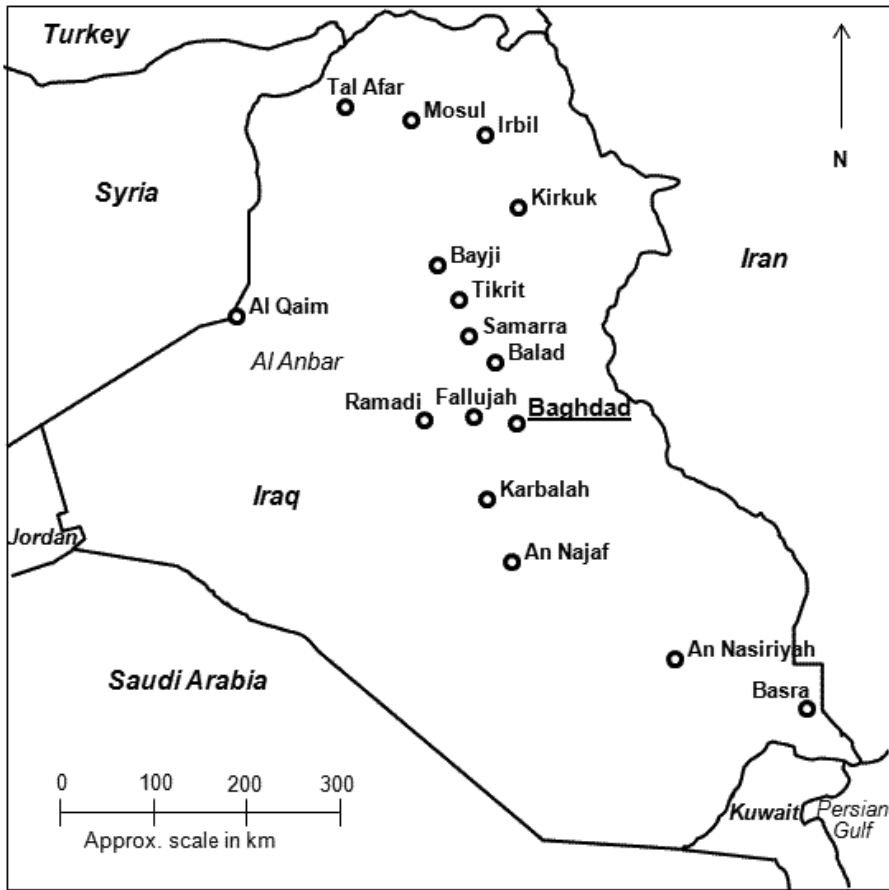 Turkey
Tal Afar
Mosul
Irbil
N
Syria
Kirkuk
Iran
Bayji
Tikrit
Al Qaim
Samarra
Al Anbar
Balad
Ramadi
Fallujah
Baghdad
Iraq
Karbalah
Jordan
An Najaf
An Nasiriyah
Saudi Arabia
Basra
0 100 200 300
Approx. scale in km
Kuwait
Persian
Gulf